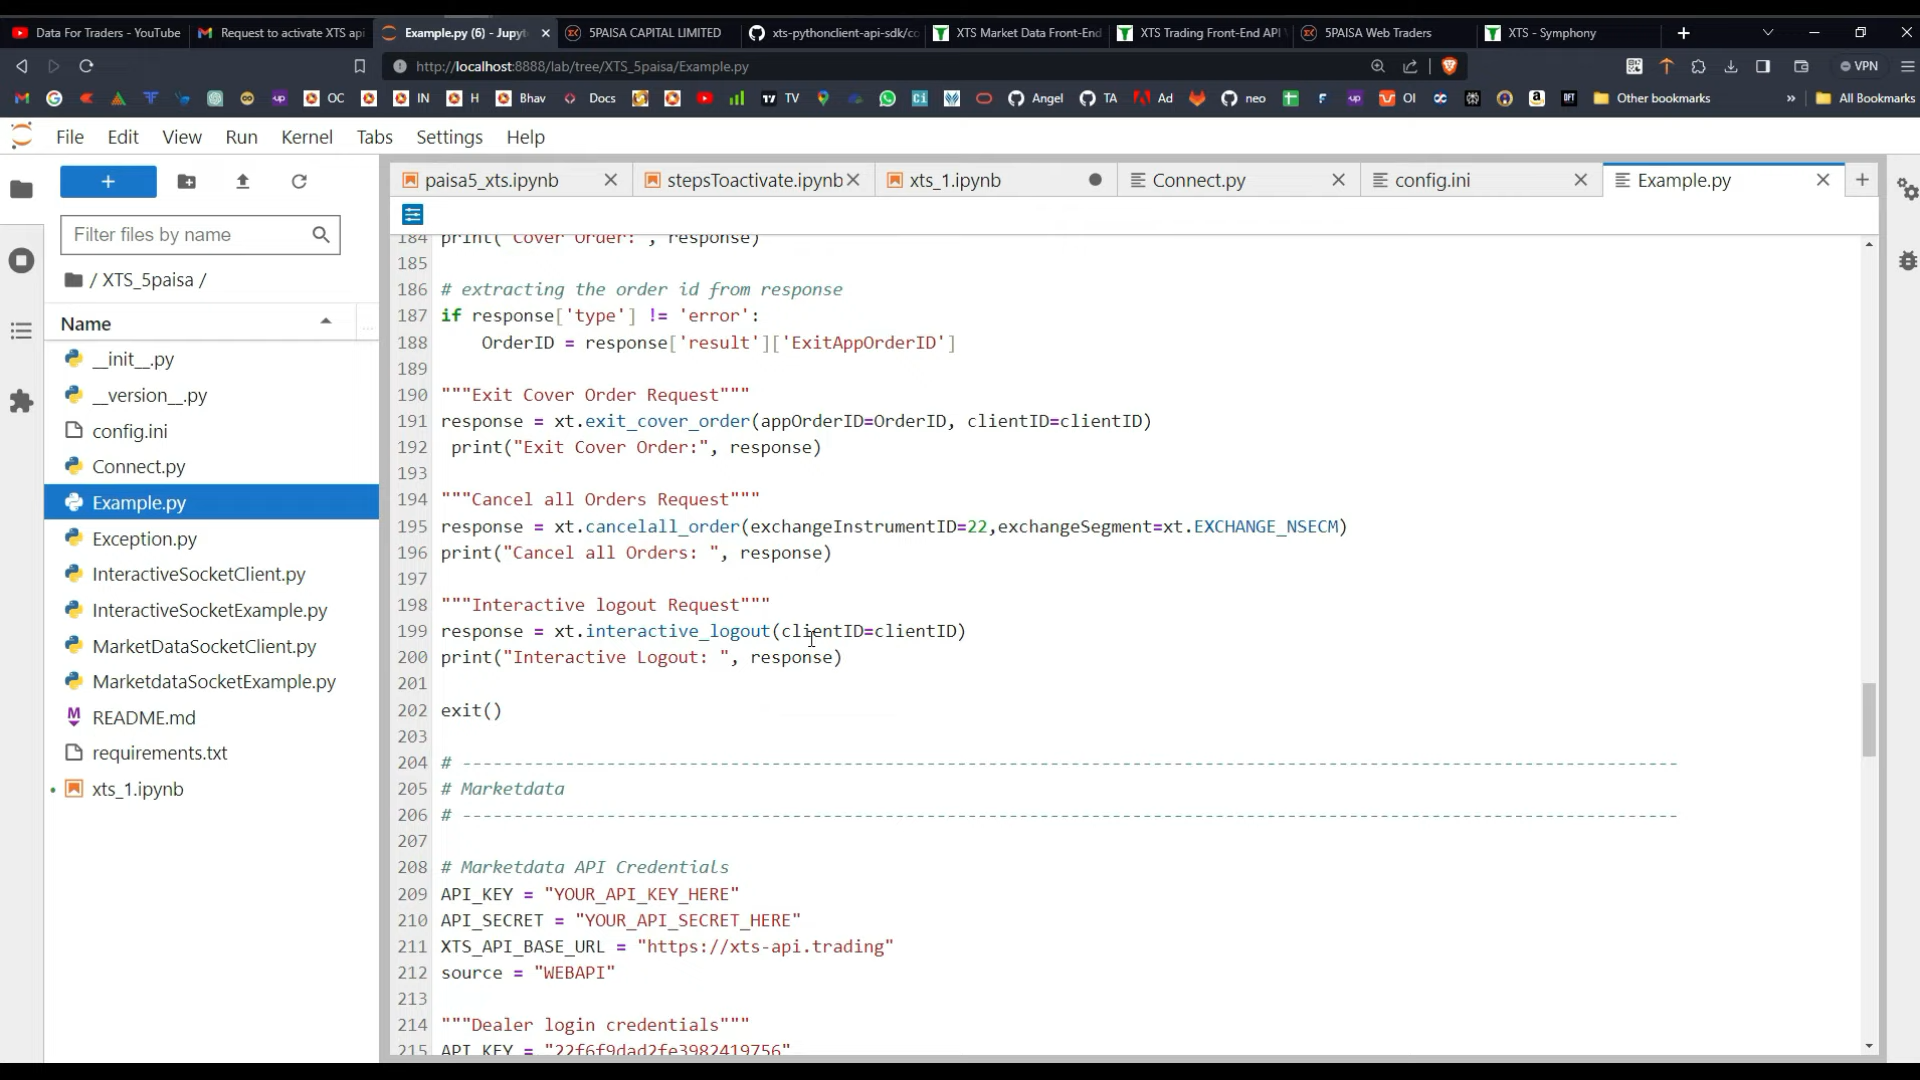 Data For Traders - YouTube
Request to activate XTS api
Example.py (6) - Jupyt
5PAISA CAPITAL LIMITED
xts-pythonclient-api-sdk/co
XTS Market Data Front-End
XTS Trading Front-End API
5PAISA Web Traders
XTS - Symphony
http://localhost:8888/lab/tree/XTS_5paisa/Example.py
VPN
OC
IN
H
Bhav
Docs
TV
Angel
TA
Ad
neo
F
OI
Other bookmarks
All Bookmarks
File
Edit
View
Run
Kernel
Tabs
Settings
Help
paisa5_xts.ipynb
stepsToactivate.ipynb
xts_1.ipynb
Connect.py
config.ini
Example.py
Filter files by name
/ XTS_5paisa /
Name
__init__.py
__version__.py
config.ini
Connect.py
Example.py
Exception.py
InteractiveSocketClient.py
InteractiveSocketExample.py
MarketDataSocketClient.py
MarketdataSocketExample.py
README.md
requirements.txt
xts_1.ipynb
184 print("Cover Order:", response)
185
186 # extracting the order id from response
187 if response['type'] != 'error':
188     OrderID = response['result']['ExitAppOrderID']
189
190 """Exit Cover Order Request"""
191 response = xt.exit_cover_order(appOrderID=OrderID, clientID=clientID)
192  print("Exit Cover Order:", response)
193
194 """Cancel all Orders Request"""
195 response = xt.cancelall_order(exchangeInstrumentID=22,exchangeSegment=xt.EXCHANGE_NSECM)
196 print("Cancel all Orders: ", response)
197
198 """Interactive logout Request"""
199 response = xt.interactive_logout(clientID=clientID)
200 print("Interactive Logout: ", response)
201
202 exit()
203
204 # ----------------------------------------------------------------------------------------------------------------------
205 # Marketdata
206 # ----------------------------------------------------------------------------------------------------------------------
207
208 # Marketdata API Credentials
209 API_KEY = "YOUR_API_KEY_HERE"
210 API_SECRET = "YOUR_API_SECRET_HERE"
211 XTS_API_BASE_URL = "https://xts-api.trading"
212 source = "WEBAPI"
213
214 """Dealer login credentials"""
215 API_KEY = "22f6f9dad2fe3982419756"